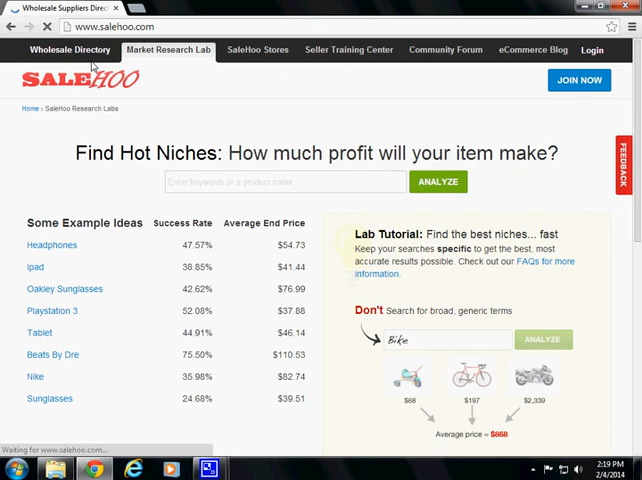 Wholesale Suppliers Direc
www.salehoo.com
Wholesale Directory Market Research Lab SaleHoo Stores Seller Training Center Community Forum eCommerce Blog Login
SALEHOO JOIN NOW
Home › SaleHoo Research Labs
FEEDBACK
Find Hot Niches: How much profit will your item make?
Enter keywords or a product name ANALYZE
Some Example Ideas Success Rate Average End Price
Headphones 47.57% $54.73
Ipad 38.85% $41.44
Oakley Sunglasses 42.62% $76.99
Playstation 3 52.08% $37.88
Tablet 44.91% $46.14
Beats By Dre 75.50% $110.53
Nike 35.98% $82.74
Sunglasses 24.68% $39.51
Lab Tutorial: Find the best niches... fast
Keep your searches specific to get the best, most
accurate results possible. Check out our FAQs for more
information.
Don't Search for broad, generic terms
Bike ANALYZE
$68 $197 $2,339
Average price = $868
Waiting for www.salehoo.com...
2:19 PM
2/4/2014